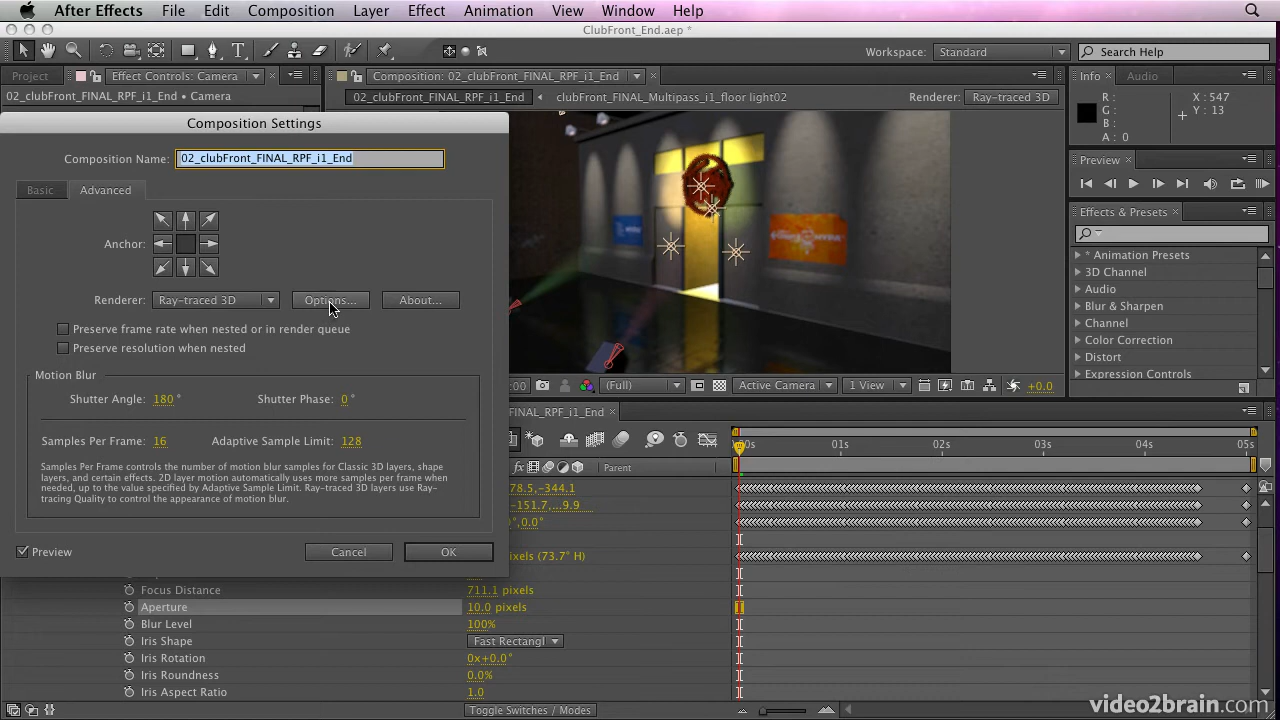 After Effects File Edit Composition Layer Effect Animation View Window Help
ClubFront_End.aep *
Workspace: Standard Search Help
Project Effect Controls: Camera Composition: 02_clubFront_FINAL_RPF_i1_End Info Audio
02_clubFront_FINAL_RPF_i1_End • Camera 02_clubFront_FINAL_RPF_i1_End clubFront_FINAL_Multipass_i1_floor light02 Renderer: Ray-traced 3D
R : X : 547
G : Y : 13
B :
A : 0
Composition Settings
Composition Name: 02_clubFront_FINAL_RPF_i1_End
Basic Advanced
Anchor:
Renderer: Ray-traced 3D Options... About...
Preserve frame rate when nested or in render queue
Preserve resolution when nested
Motion Blur
Shutter Angle: 180 ° Shutter Phase: 0 °
Samples Per Frame: 16 Adaptive Sample Limit: 128
Samples Per Frame controls the number of motion blur samples for Classic 3D layers, shape
layers, and certain effects. 2D layer motion automatically uses more samples per frame when
needed, up to the value specified by Adaptive Sample Limit. Ray-traced 3D layers use Ray-
tracing Quality to control the appearance of motion blur.
Preview Cancel OK
Preview
Effects & Presets
* Animation Presets
3D Channel
Audio
Blur & Sharpen
Channel
Color Correction
Distort
Expression Controls
:00 (Full) Active Camera 1 View +0.0
FINAL_RPF_i1_End
00s 01s 02s 03s 04s 05s
fx Parent
78.5,-344.1
-151.7,...9.9
°,0.0°
ixels (73.7° H)
Focus Distance 711.1 pixels
Aperture 10.0 pixels
Blur Level 100%
Iris Shape Fast Rectangl
Iris Rotation 0x+0.0°
Iris Roundness 0.0%
Iris Aspect Ratio 1.0
Toggle Switches / Modes
video2brain.com